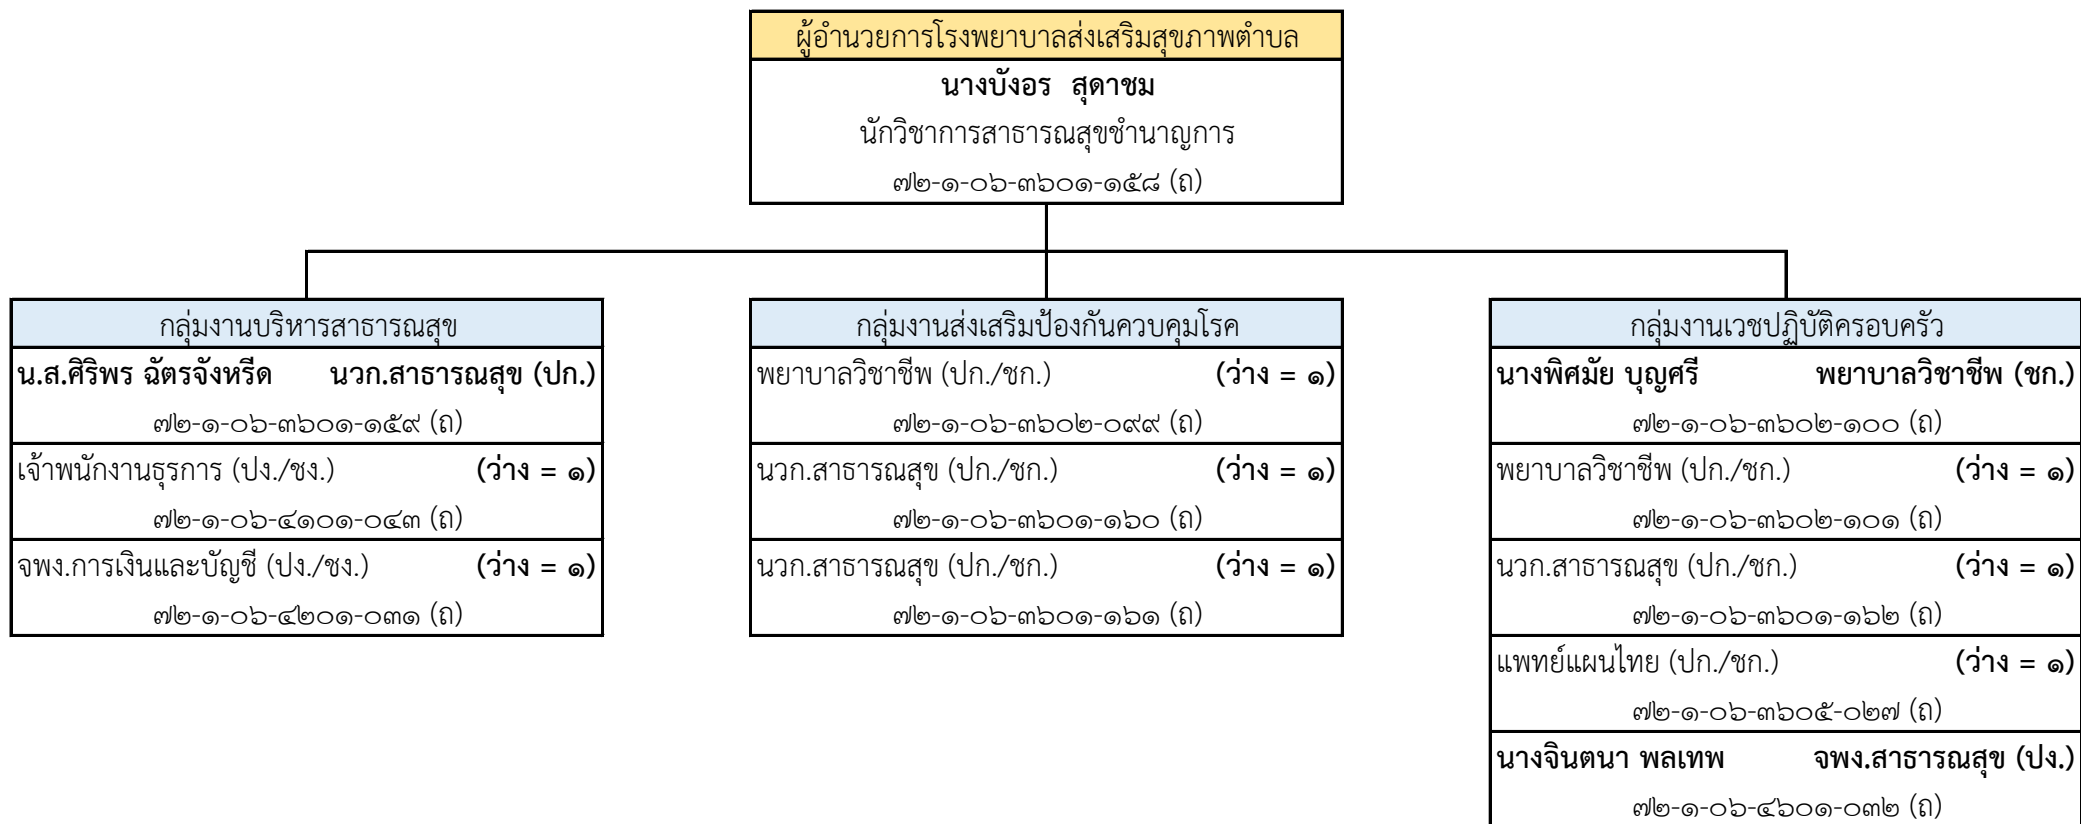 ผู้อำนวยการโรงพยาบาลส่งเสริมสุขภาพตำบล
นางบังอร สุดาชม
นักวิชาการสาธารณสุขชำนาญการ
๗๒-๑-๐๖-๓๖๐๑-๑๕๘ (ถ)
กลุ่มงานบริหารสาธารณสุข
น.ส.ศิริพร ฉัตรจังหรีด นวก.สาธารณสุข (ปก.)
๗๒-๑-๐๖-๓๖๐๑-๑๕๙ (ถ)
เจ้าพนักงานธุรการ (ปง./ชง.) (ว่าง = ๑)
๗๒-๑-๐๖-๔๑๐๑-๐๔๓ (ถ)
จพง.การเงินและบัญชี (ปง./ชง.) (ว่าง = ๑)
๗๒-๑-๐๖-๔๒๐๑-๐๓๑ (ถ)
กลุ่มงานส่งเสริมป้องกันควบคุมโรค
พยาบาลวิชาชีพ (ปก./ชก.) (ว่าง = ๑)
๗๒-๑-๐๖-๓๖๐๒-๐๙๙ (ถ)
นวก.สาธารณสุข (ปก./ชก.) (ว่าง = ๑)
๗๒-๑-๐๖-๓๖๐๑-๑๖๐ (ถ)
นวก.สาธารณสุข (ปก./ชก.) (ว่าง = ๑)
๗๒-๑-๐๖-๓๖๐๑-๑๖๑ (ถ)
กลุ่มงานเวชปฏิบัติครอบครัว
นางพิศมัย บุญศรี พยาบาลวิชาชีพ (ชก.)
๗๒-๑-๐๖-๓๖๐๒-๑๐๐ (ถ)
พยาบาลวิชาชีพ (ปก./ชก.) (ว่าง = ๑)
๗๒-๑-๐๖-๓๖๐๒-๑๐๑ (ถ)
นวก.สาธารณสุข (ปก./ชก.) (ว่าง = ๑)
๗๒-๑-๐๖-๓๖๐๑-๑๖๒ (ถ)
แพทย์แผนไทย (ปก./ชก.) (ว่าง = ๑)
๗๒-๑-๐๖-๓๖๐๕-๐๒๗ (ถ)
นางจินตนา พลเทพ จพง.สาธารณสุข (ปง.)
๗๒-๑-๐๖-๔๖๐๑-๐๓๒ (ถ)